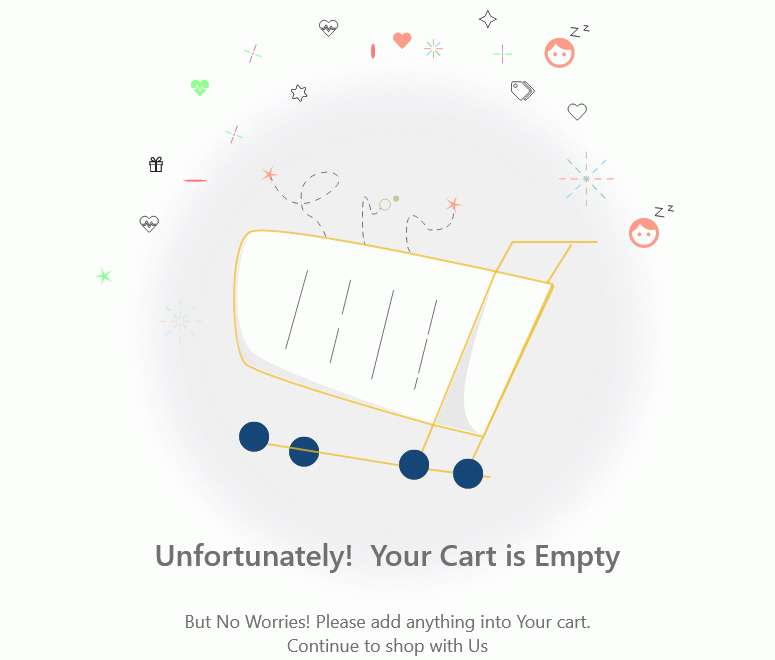 Z z
Z z
Unfortunately!  Your Cart is Empty
But No Worries! Please add anything into Your cart.
Continue to shop with Us